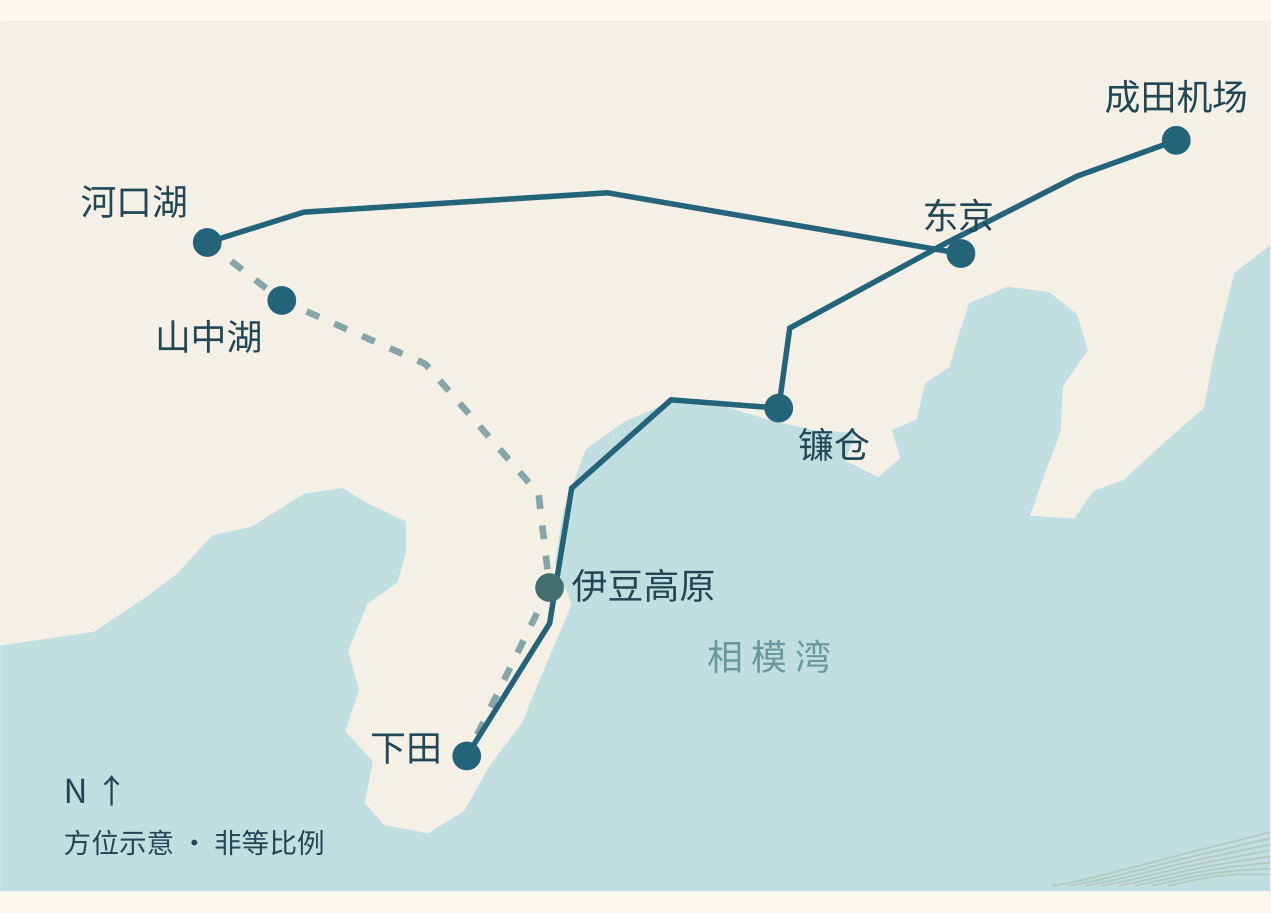 成田机场
河口湖
东京
山中湖
镰仓
伊豆高原
相模湾
下田
N ↑
方位示意 · 非等比例